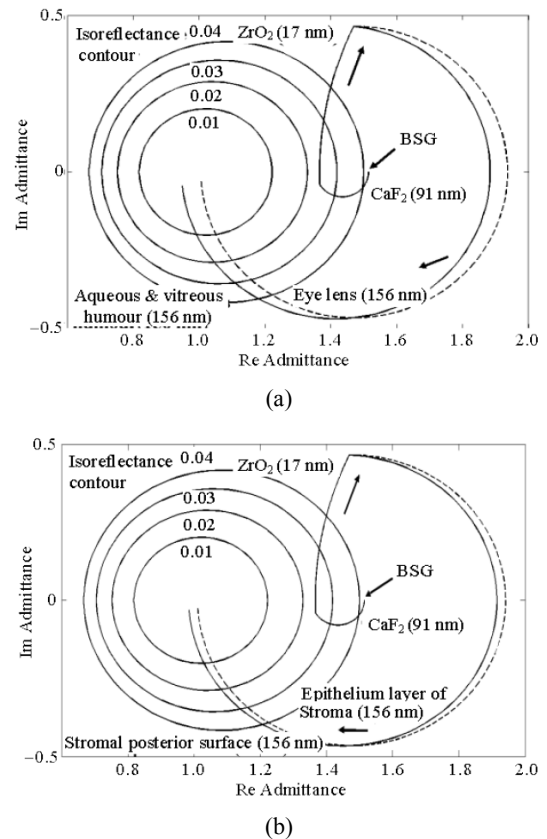 0.5
Isoreflectance
contour
0.04
ZrO₂ (17 nm)
0.03
0.02
0.01
BSG
0
CaF₂ (91 nm)
Im Admittance
Aqueous & vitreous
humour (156 nm)
Eye lens (156 nm)
−0.5
0.8 1.0 1.2 1.4 1.6 1.8 2.0
Re Admittance
(a)
0.5
Isoreflectance
contour
0.04
ZrO₂ (17 nm)
0.03
0.02
0.01
BSG
0
CaF₂ (91 nm)
Im Admittance
Epithelium layer of
Stroma (156 nm)
Stromal posterior surface (156 nm)
−0.5
0.8 1.0 1.2 1.4 1.6 1.8 2.0
Re Admittance
(b)